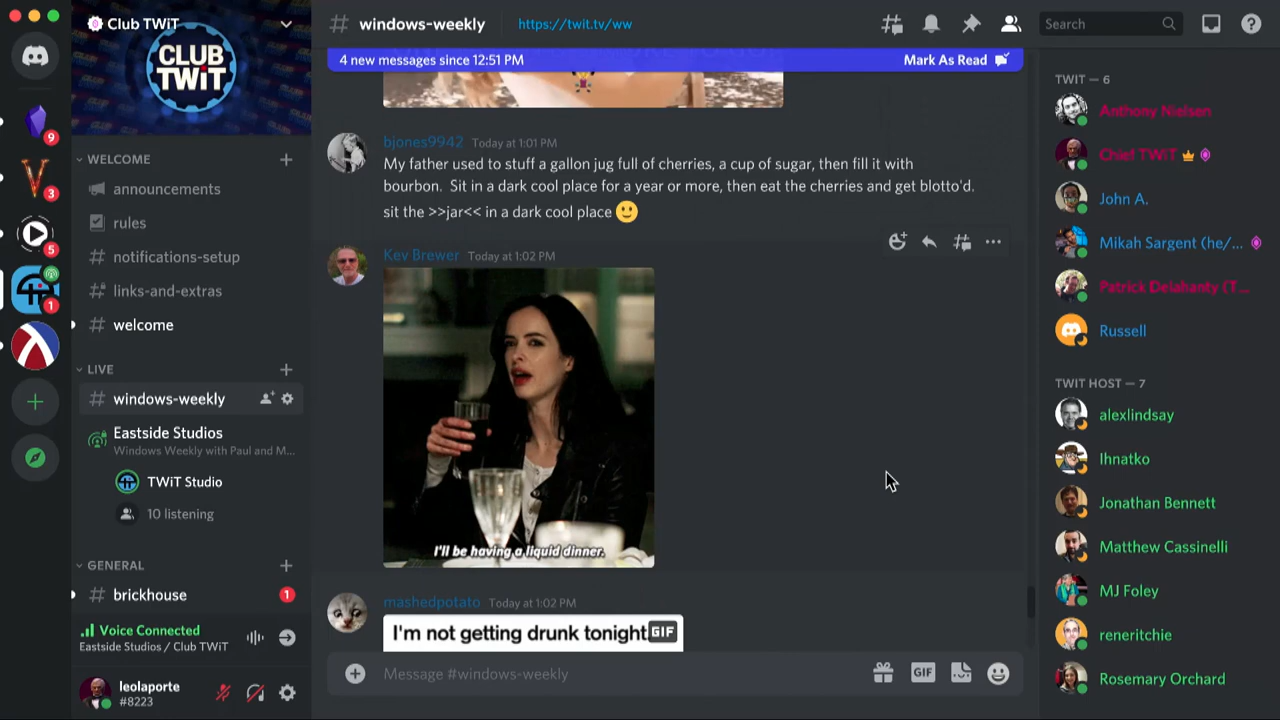 Club TWiT
CLUB
TWiT
WELCOME
announcements
rules
notifications-setup
links-and-extras
welcome
LIVE
windows-weekly
Eastside Studios
Windows Weekly with Paul and M...
TWiT Studio
10 listening
GENERAL
brickhouse
1
Voice Connected
Eastside Studios / Club TWiT
leolaporte
#8223
9
3
5
1
windows-weekly
https://twit.tv/ww
Search
4 new messages since 12:51 PM
Mark As Read
bjones9942 Today at 1:01 PM
My father used to stuff a gallon jug full of cherries, a cup of sugar, then fill it with
bourbon. Sit in a dark cool place for a year or more, then eat the cherries and get blotto'd.
sit the >>jar<< in a dark cool place
Kev Brewer Today at 1:02 PM
I'll be having a liquid dinner.
mashedpotato Today at 1:02 PM
I'm not getting drunk tonight.
GIF
Message #windows-weekly
GIF
TWIT — 6
Anthony Nielsen
Chief TWiT
John A.
Mikah Sargent (he/...
Patrick Delahanty (T...
Russell
TWIT HOST — 7
alexlindsay
Ihnatko
Jonathan Bennett
Matthew Cassinelli
MJ Foley
reneritchie
Rosemary Orchard